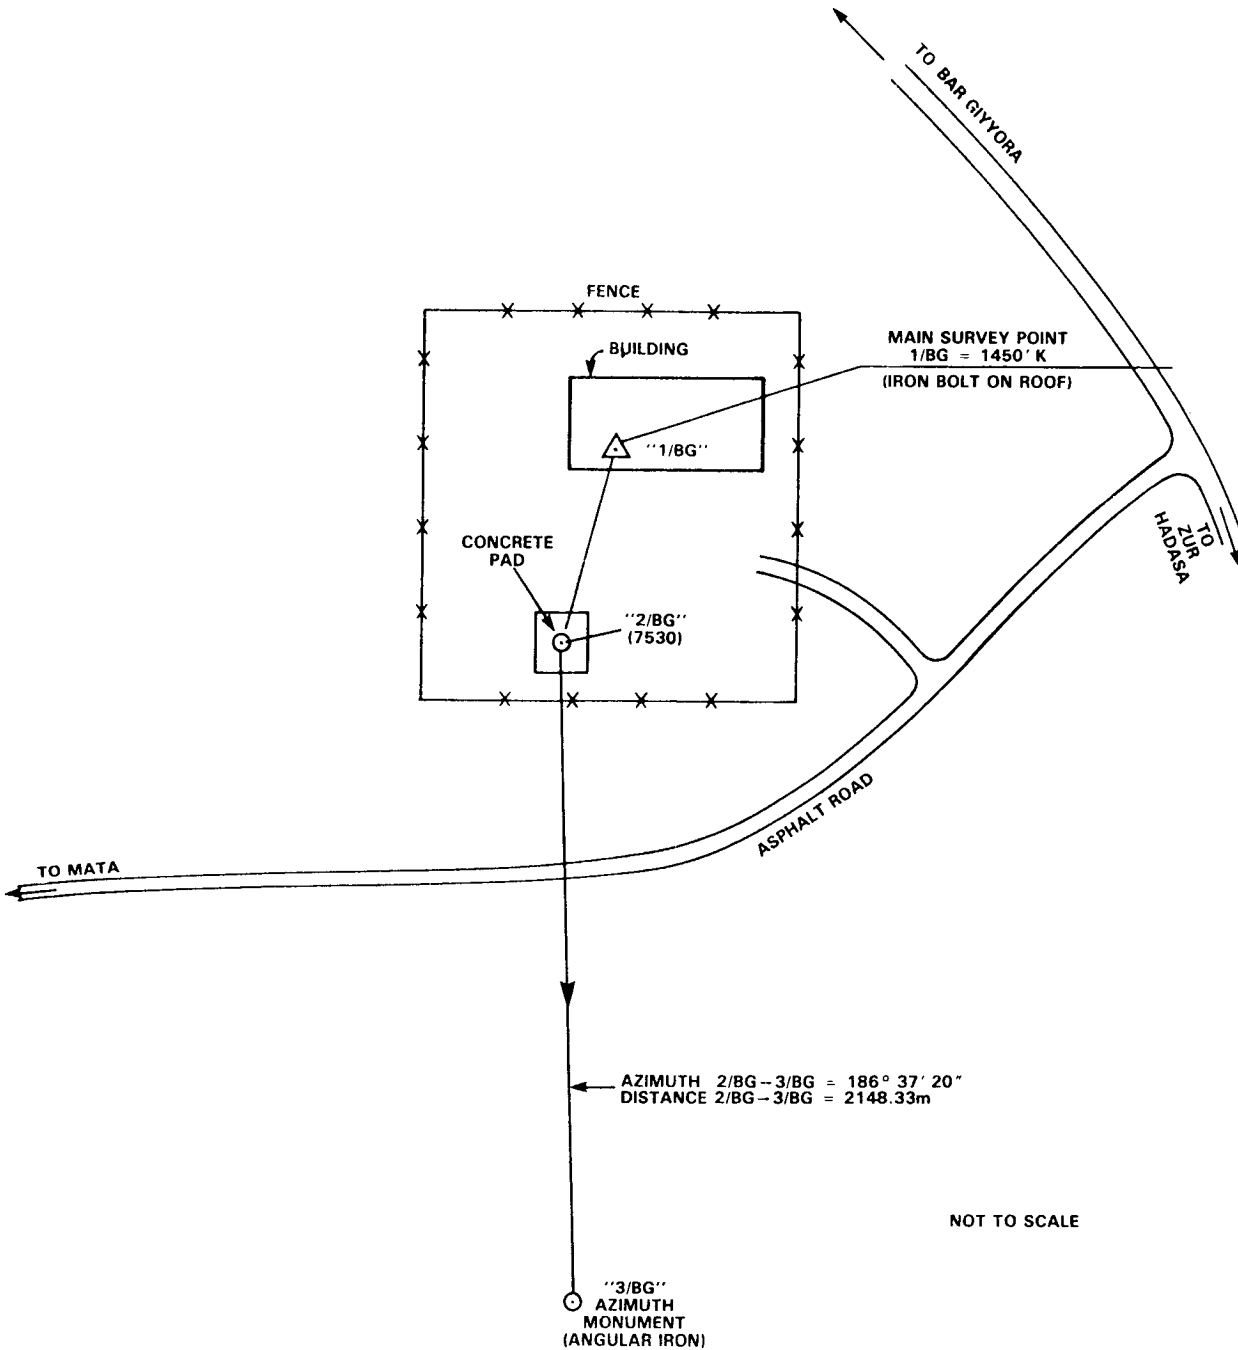 TO BAR GIYYORA
FENCE
BUILDING
MAIN SURVEY POINT
1/BG = 1450' K
(IRON BOLT ON ROOF)
"1/BG"
CONCRETE
PAD
"2/BG"
(7530)
TO
ZUR
HADASA
ASPHALT ROAD
TO MATA
AZIMUTH 2/BG–3/BG = 186° 37' 20"
DISTANCE 2/BG–3/BG = 2148.33m
NOT TO SCALE
"3/BG"
AZIMUTH
MONUMENT
(ANGULAR IRON)